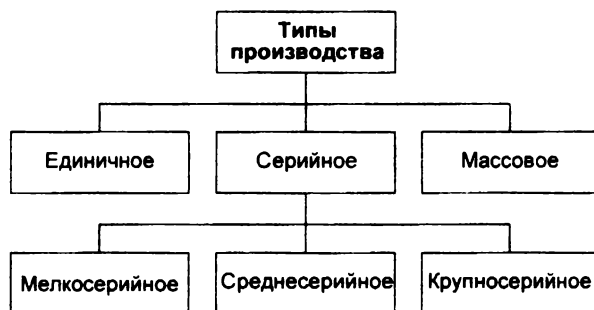 Типы
производства
Единичное
Серийное
Массовое
Мелкосерийное
Среднесерийное
Крупносерийное